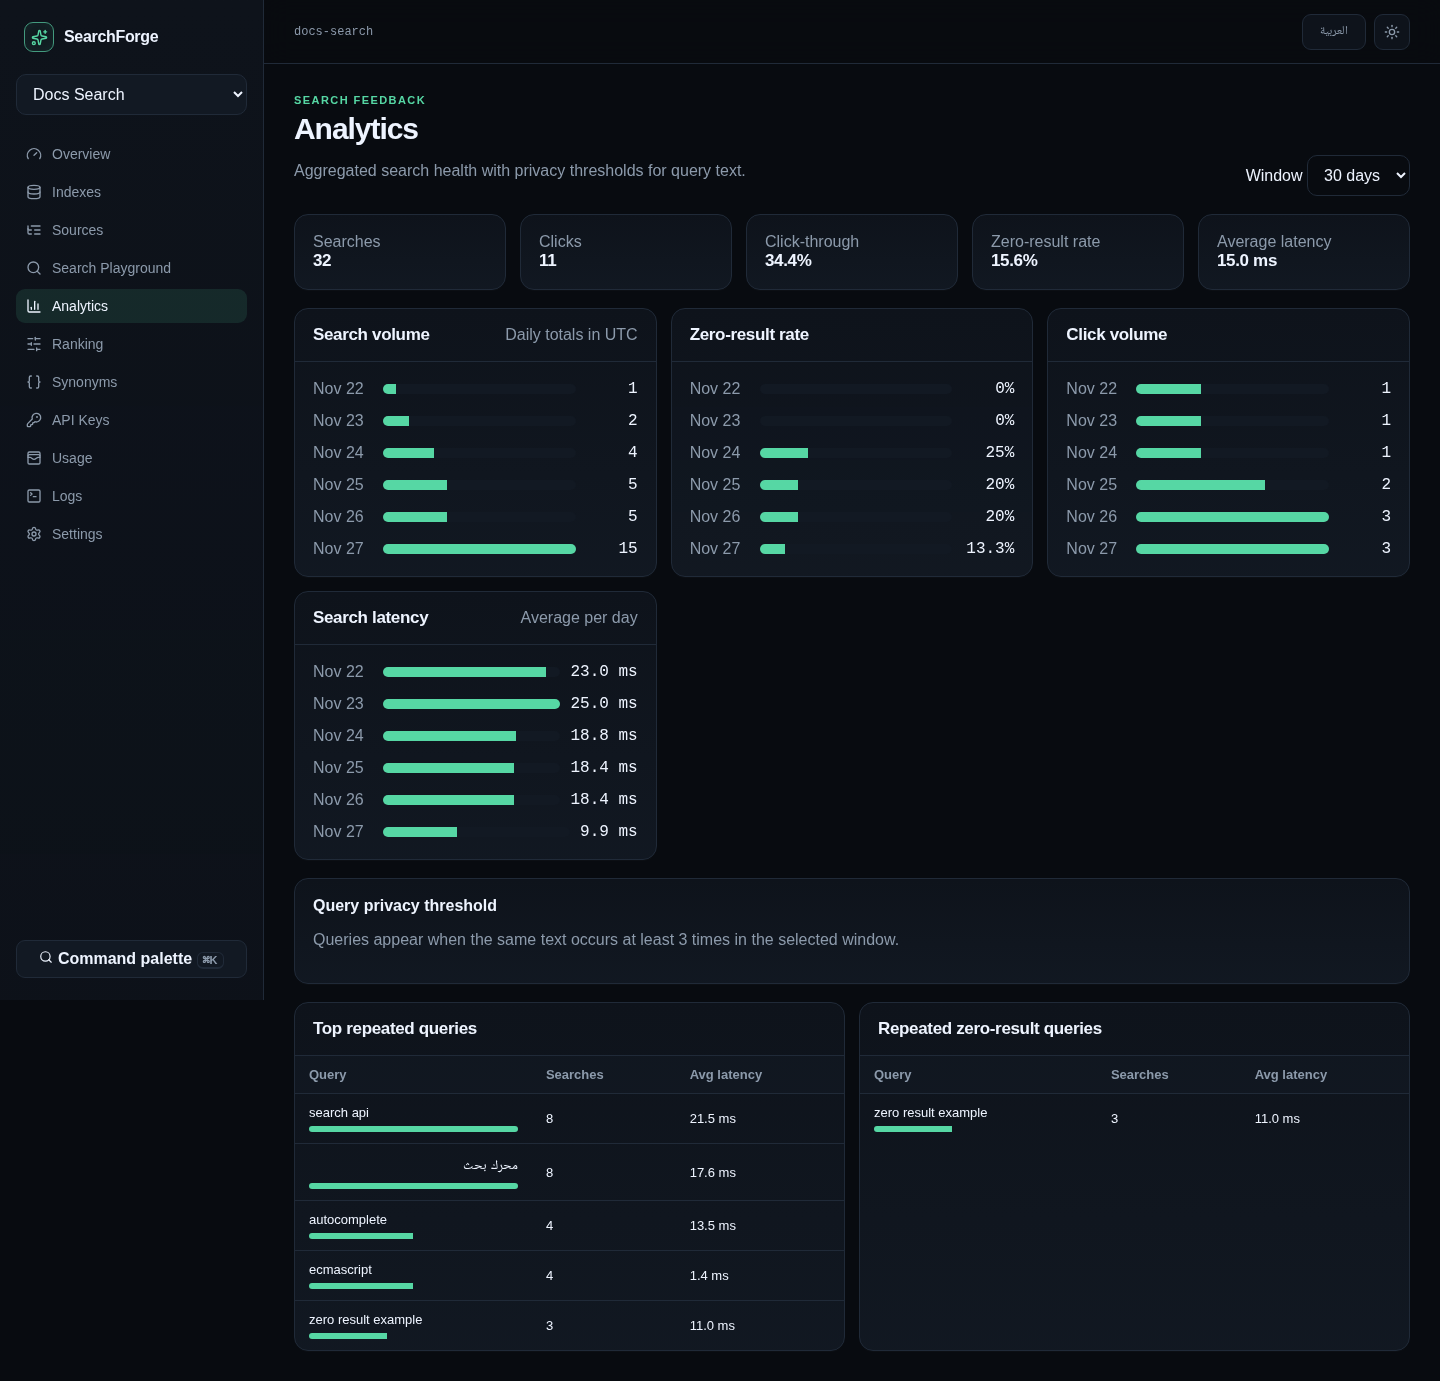 SearchForge
Docs Search
Overview
Indexes
Sources
Search Playground
Analytics
Ranking
Synonyms
API Keys
Usage
Logs
Settings
Command palette ⌘K
docs-search
العربية
SEARCH FEEDBACK
Analytics
Aggregated search health with privacy thresholds for query text.
Window 30 days
Searches
32
Clicks
11
Click-through
34.4%
Zero-result rate
15.6%
Average latency
15.0 ms
Search volume Daily totals in UTC
Nov 22 1
Nov 23 2
Nov 24 4
Nov 25 5
Nov 26 5
Nov 27 15
Zero-result rate
Nov 22 0%
Nov 23 0%
Nov 24 25%
Nov 25 20%
Nov 26 20%
Nov 27 13.3%
Click volume
Nov 22 1
Nov 23 1
Nov 24 1
Nov 25 2
Nov 26 3
Nov 27 3
Search latency Average per day
Nov 22 23.0 ms
Nov 23 25.0 ms
Nov 24 18.8 ms
Nov 25 18.4 ms
Nov 26 18.4 ms
Nov 27 9.9 ms
Query privacy threshold
Queries appear when the same text occurs at least 3 times in the selected window.
Top repeated queries
Query Searches Avg latency
search api 8 21.5 ms
محرك بحث 8 17.6 ms
autocomplete 4 13.5 ms
ecmascript 4 1.4 ms
zero result example 3 11.0 ms
Repeated zero-result queries
Query Searches Avg latency
zero result example 3 11.0 ms